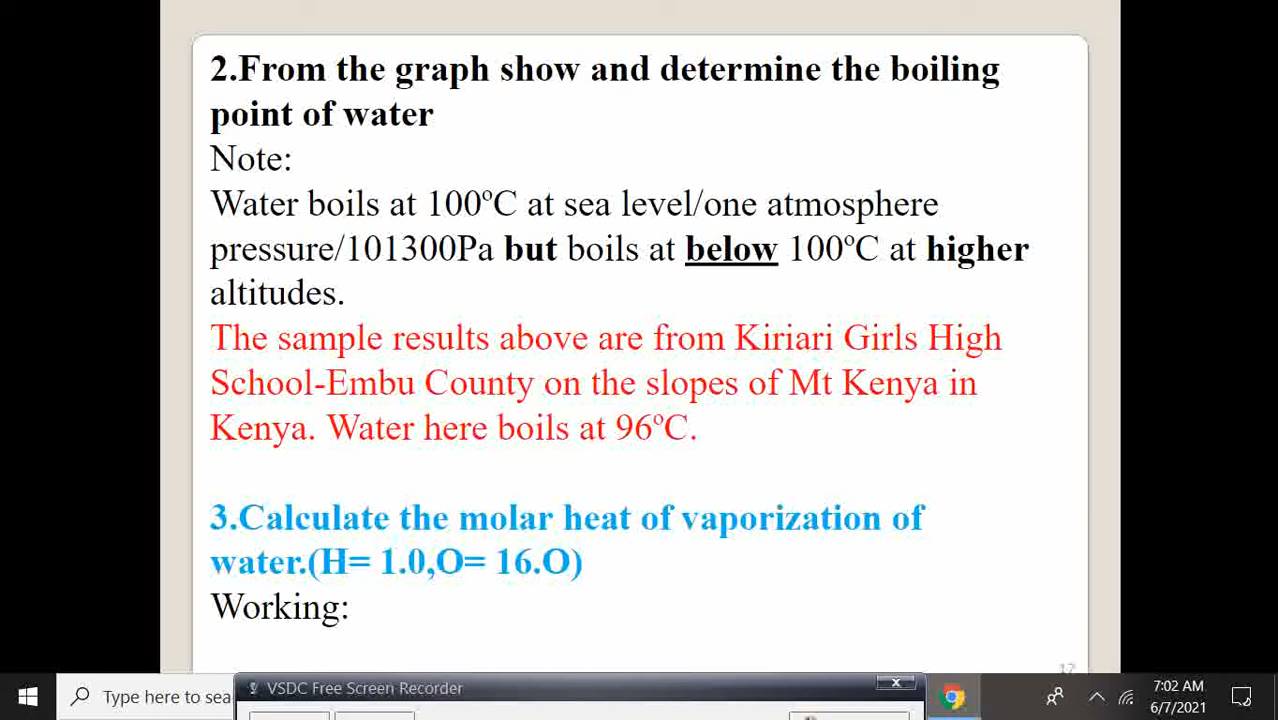 2.From the graph show and determine the boiling
point of water
Note:
Water boils at 100ºC at sea level/one atmosphere
pressure/101300Pa but boils at below 100ºC at higher
altitudes.
The sample results above are from Kiriari Girls High
School-Embu County on the slopes of Mt Kenya in
Kenya. Water here boils at 96ºC.
3.Calculate the molar heat of vaporization of
water.(H= 1.0,O= 16.O)
Working:
17
VSDC Free Screen Recorder
Type here to sea
7:02 AM
6/7/2021